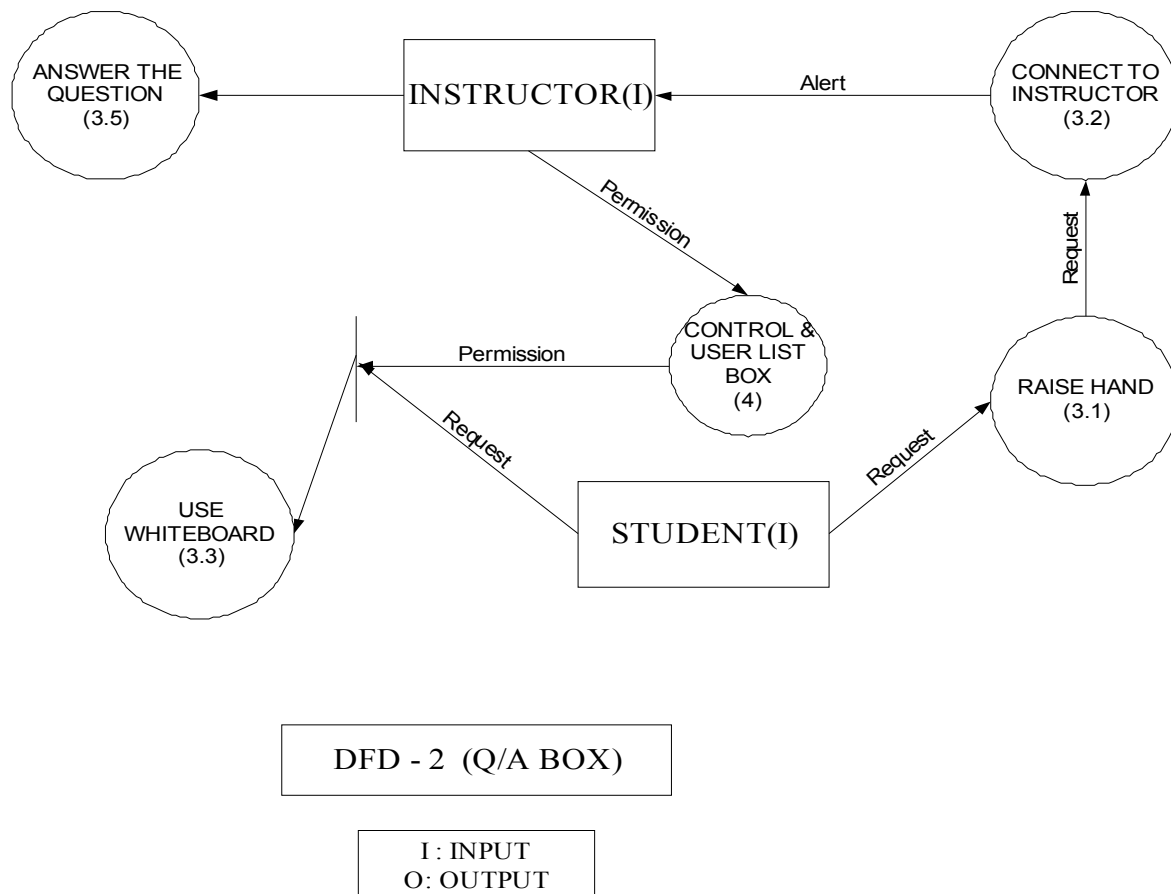 ANSWER THE
QUESTION
(3.5)
INSTRUCTOR(I)
Alert
CONNECT TO
INSTRUCTOR
(3.2)
Permission
Request
CONTROL &
USER LIST
BOX
(4)
Permission
RAISE HAND
(3.1)
Request
Request
USE
WHITEBOARD
(3.3)
STUDENT(I)
DFD - 2 (Q/A BOX)
I : INPUT
O: OUTPUT